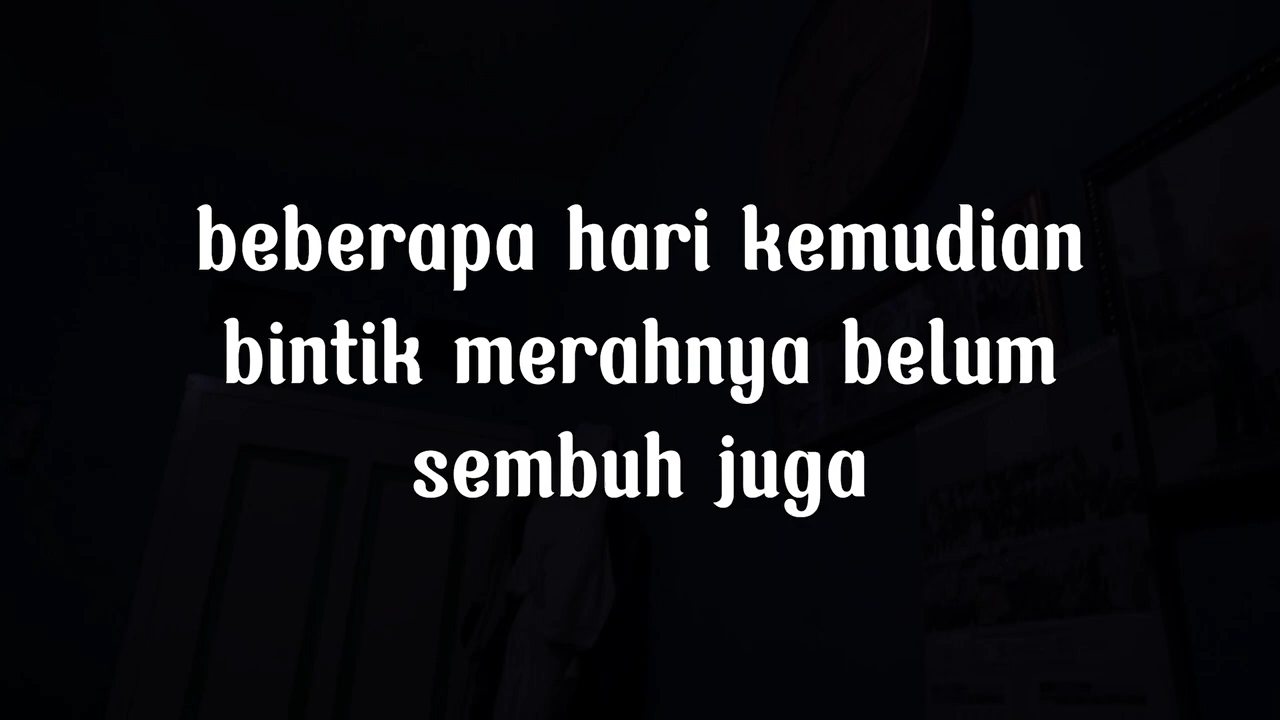 beberapa hari kemudian
bintik merahnya belum
sembuh juga